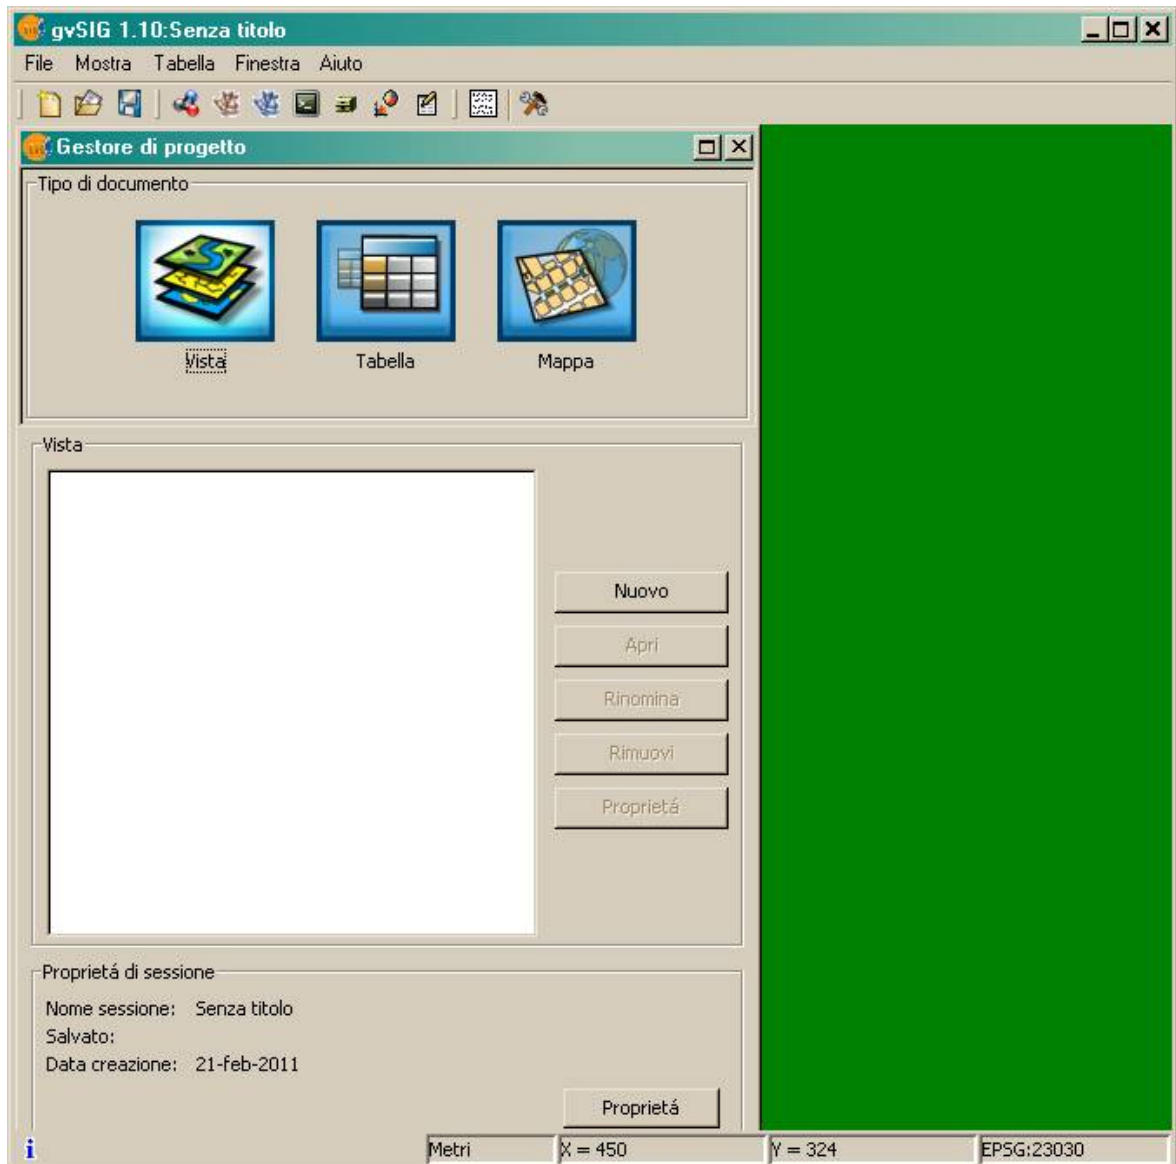 gvSIG 1.10:Senza titolo
File Mostra Tabella Finestra Aiuto
Gestore di progetto
Tipo di documento
Vista Tabella Mappa
Vista
Nuovo
Apri
Rinomina
Rimuovi
Proprietá
Proprietá di sessione
Nome sessione: Senza titolo
Salvato:
Data creazione: 21-feb-2011
Proprietá
Metri X = 450 Y = 324 EPSG:23030